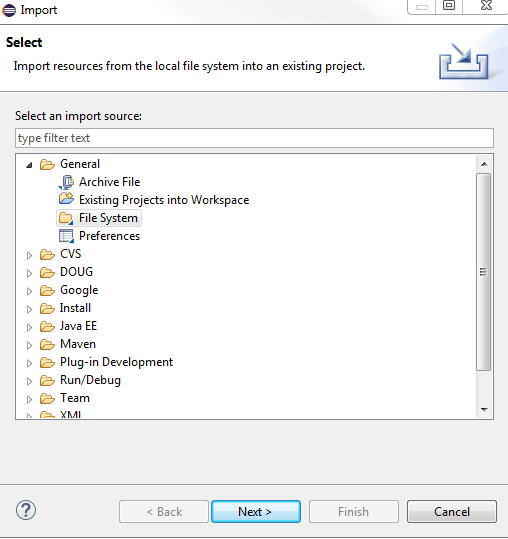 Import
Select
Import resources from the local file system into an existing project.
Select an import source:
type filter text
General
Archive File
Existing Projects into Workspace
File System
Preferences
CVS
DOUG
Google
Install
Java EE
Maven
Plug-in Development
Run/Debug
Team
XML
?
< Back
Next >
Finish
Cancel